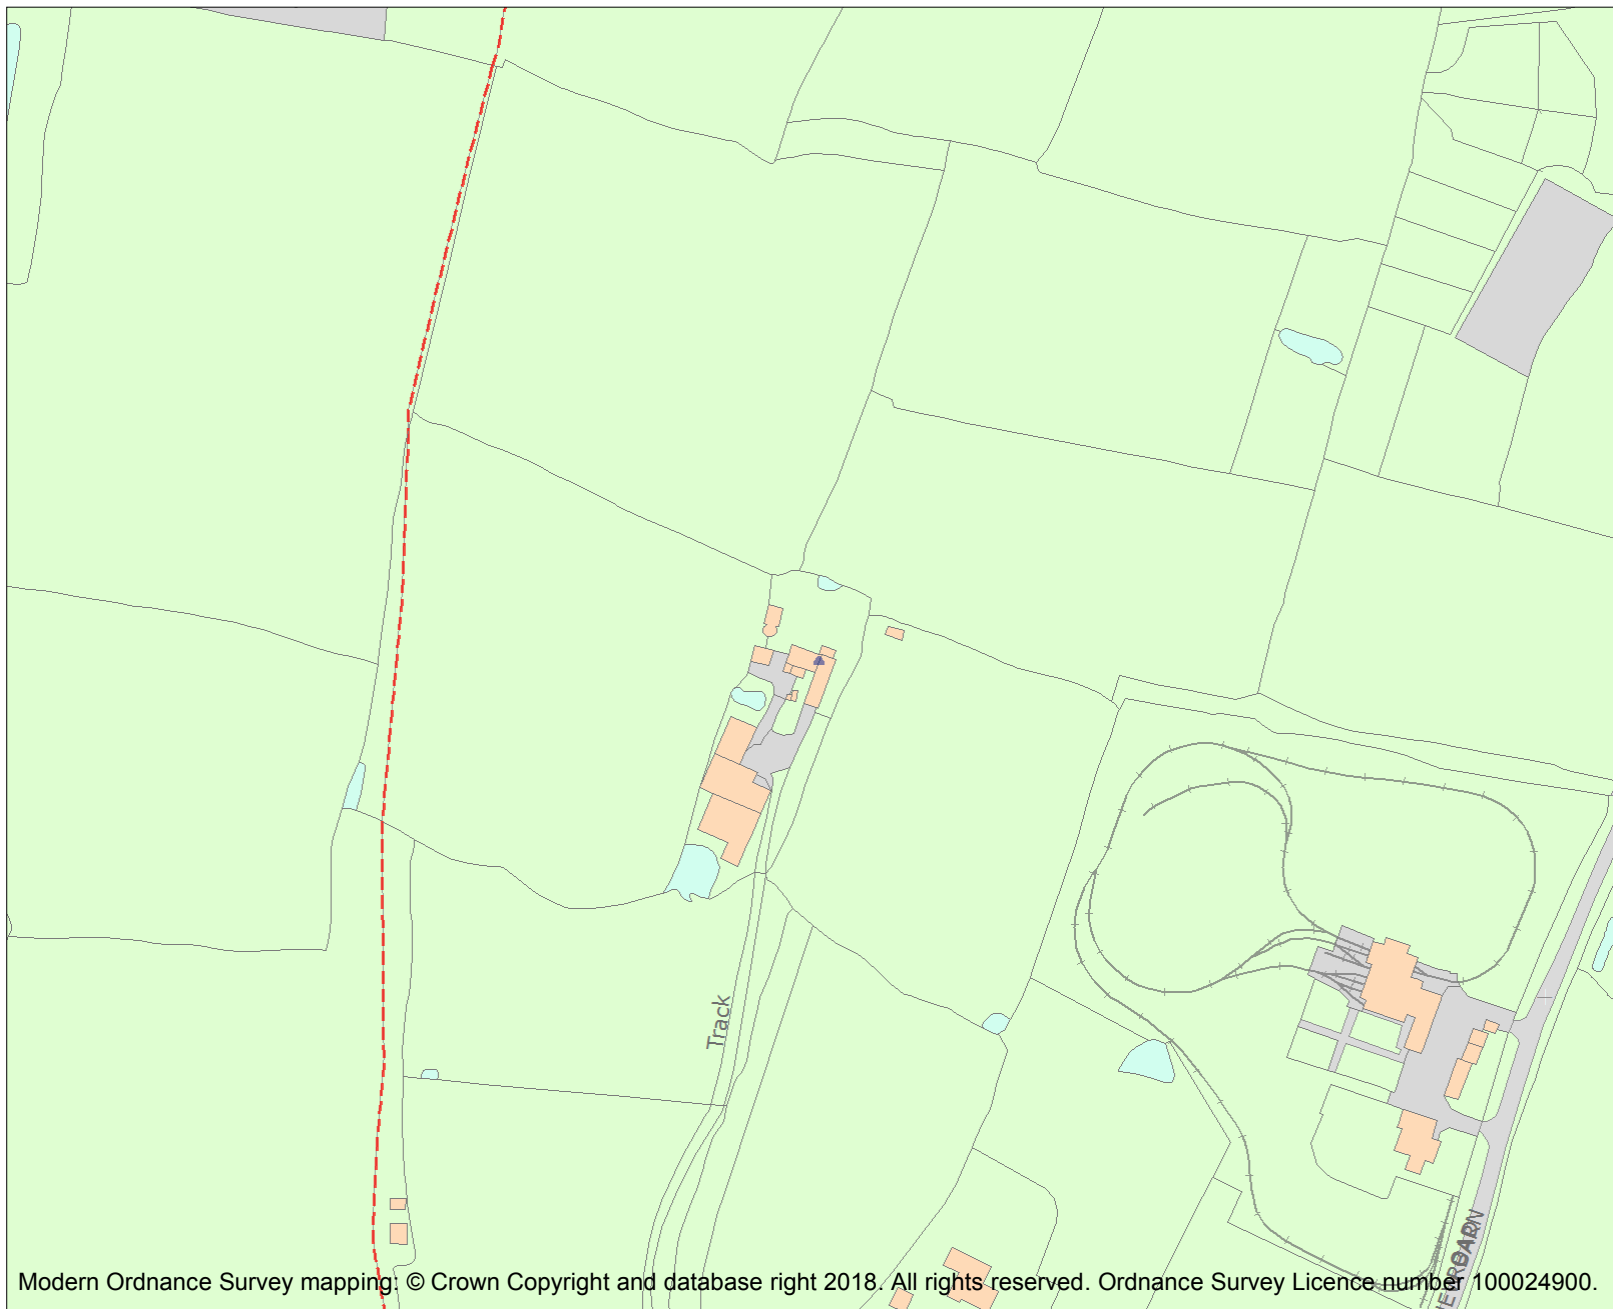 Track
Modern Ordnance Survey mapping: © Crown Copyright and database right 2018. All rights reserved. Ordnance Survey Licence number 100024900.